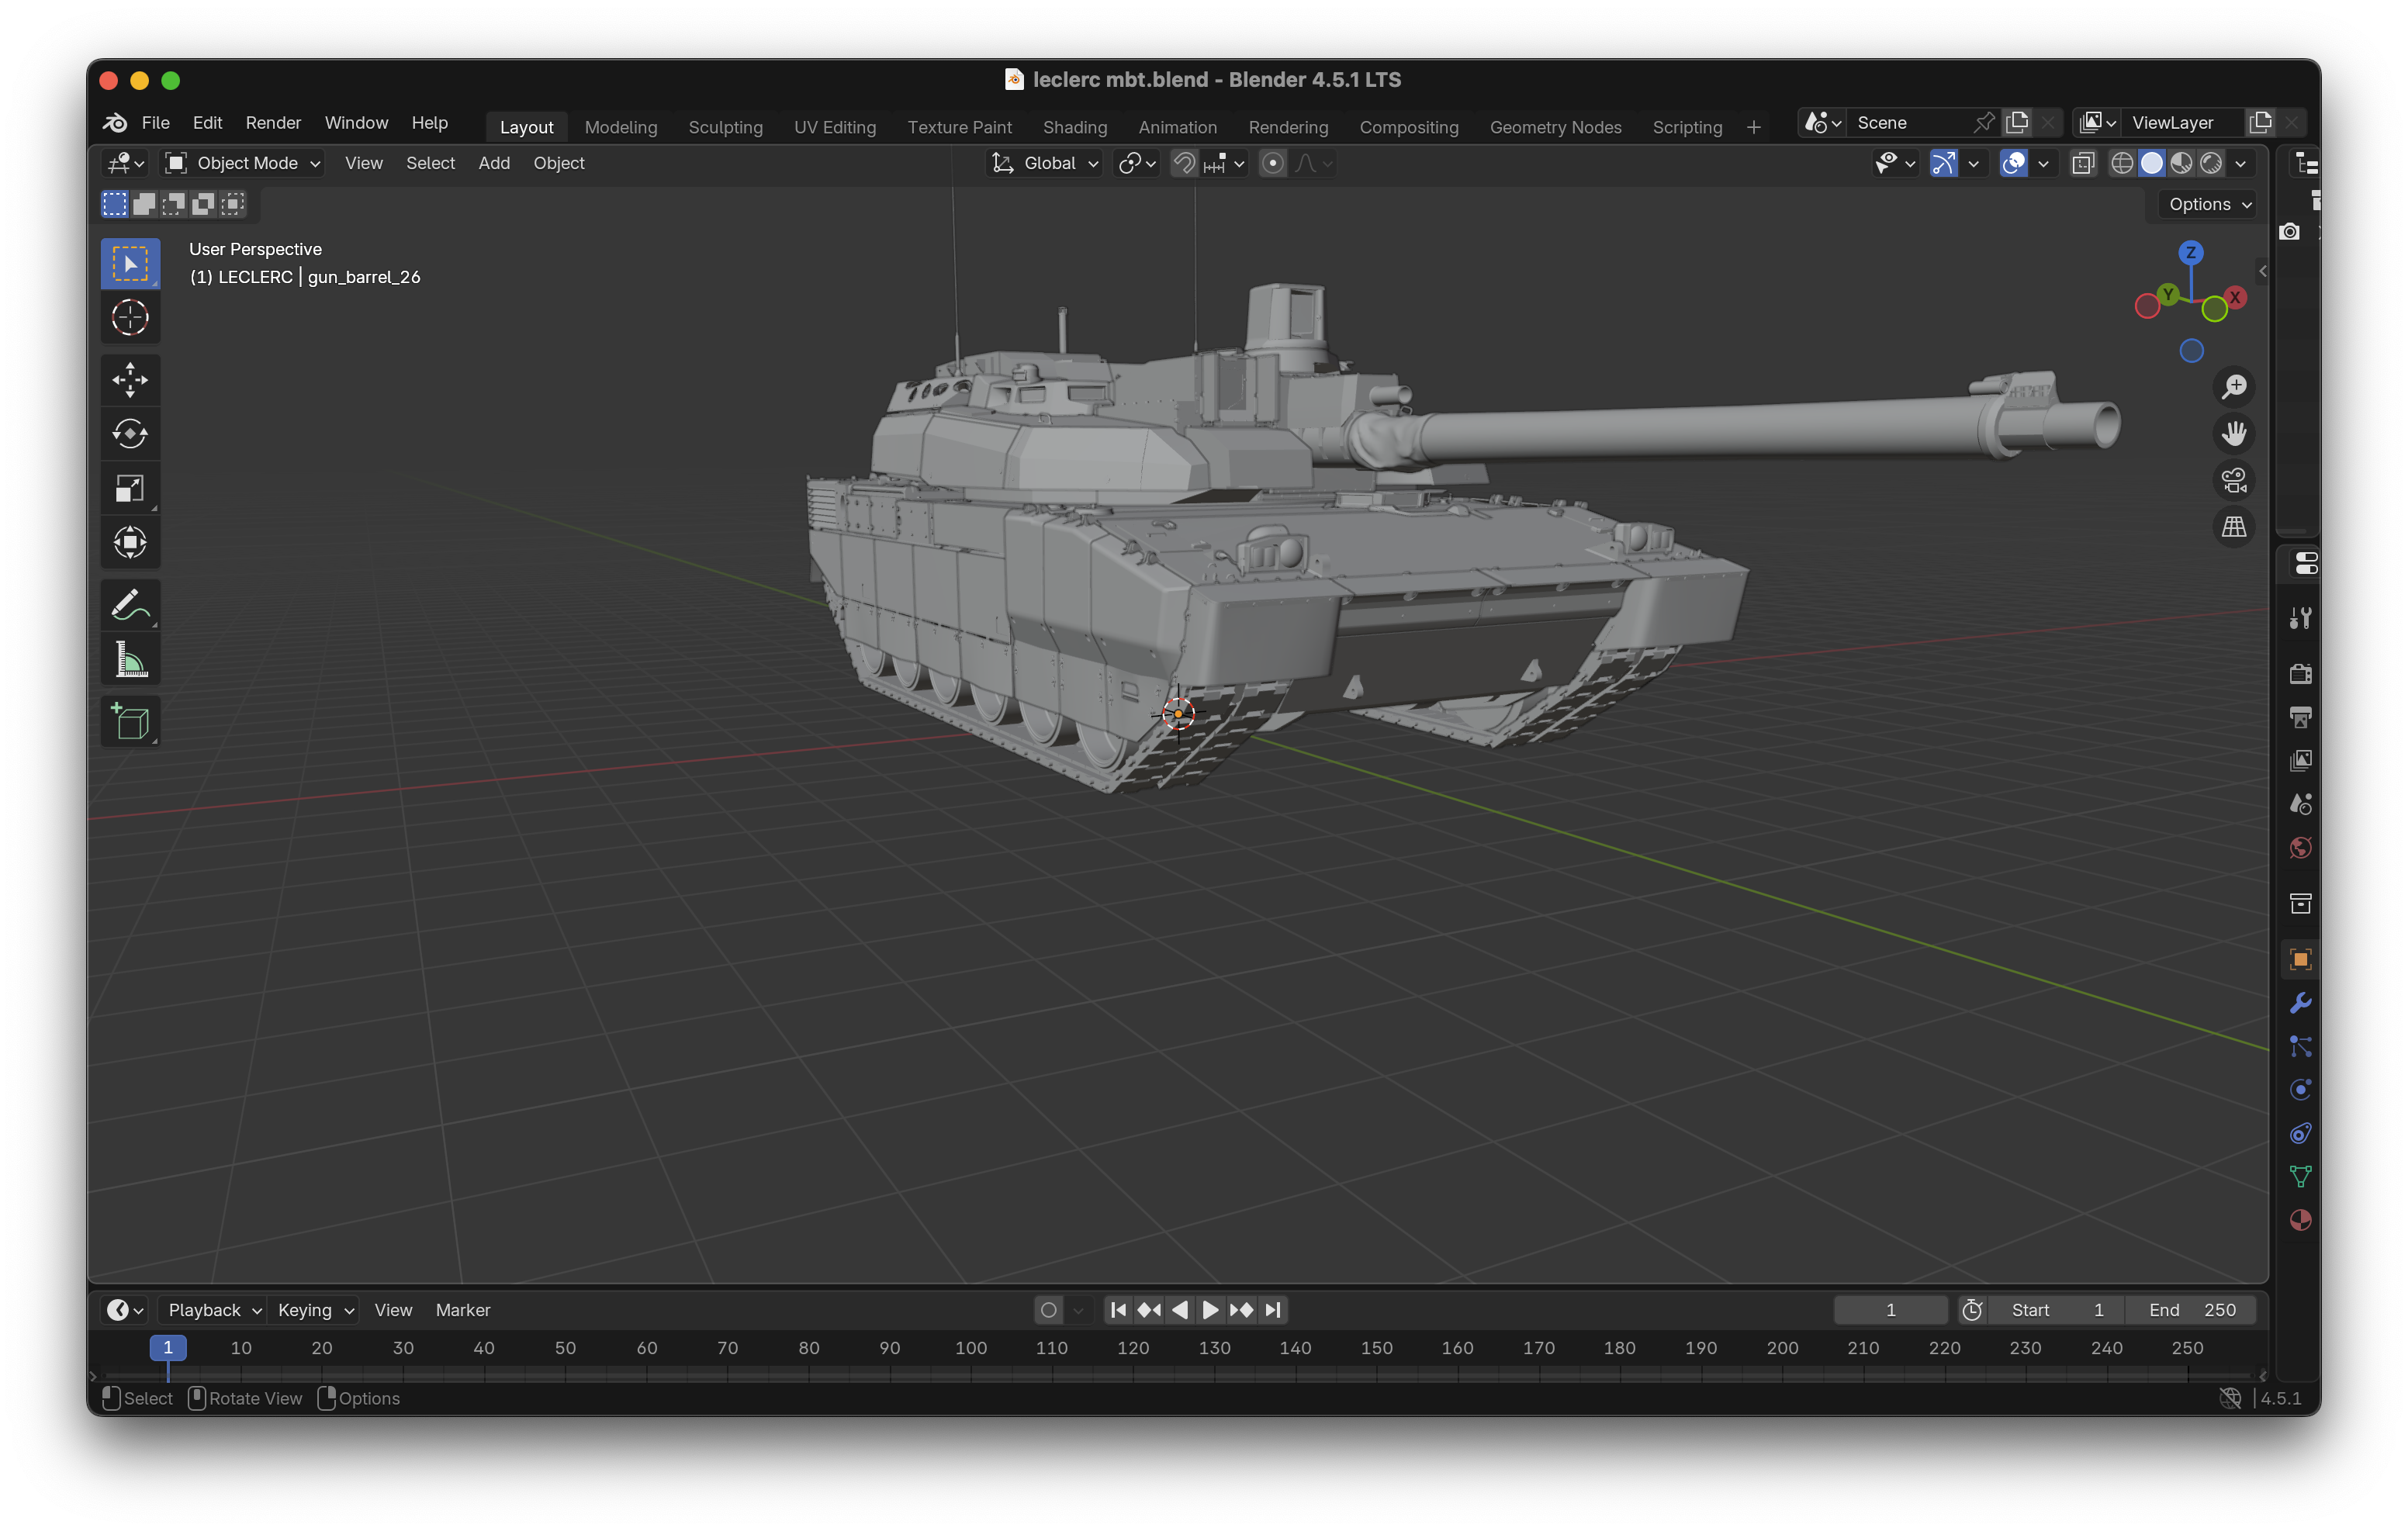 leclerc mbt.blend - Blender 4.5.1 LTS
File Edit Render Window Help Layout Modeling Sculpting UV Editing Texture Paint Shading Animation Rendering Compositing Geometry Nodes Scripting + Scene ViewLayer
Object Mode View Select Add Object Global
Options
User Perspective
(1) LECLERC | gun_barrel_26
Z
Y X
Playback Keying View Marker 1 Start 1 End 250
1 10 20 30 40 50 60 70 80 90 100 110 120 130 140 150 160 170 180 190 200 210 220 230 240 250
Select Rotate View Options 4.5.1